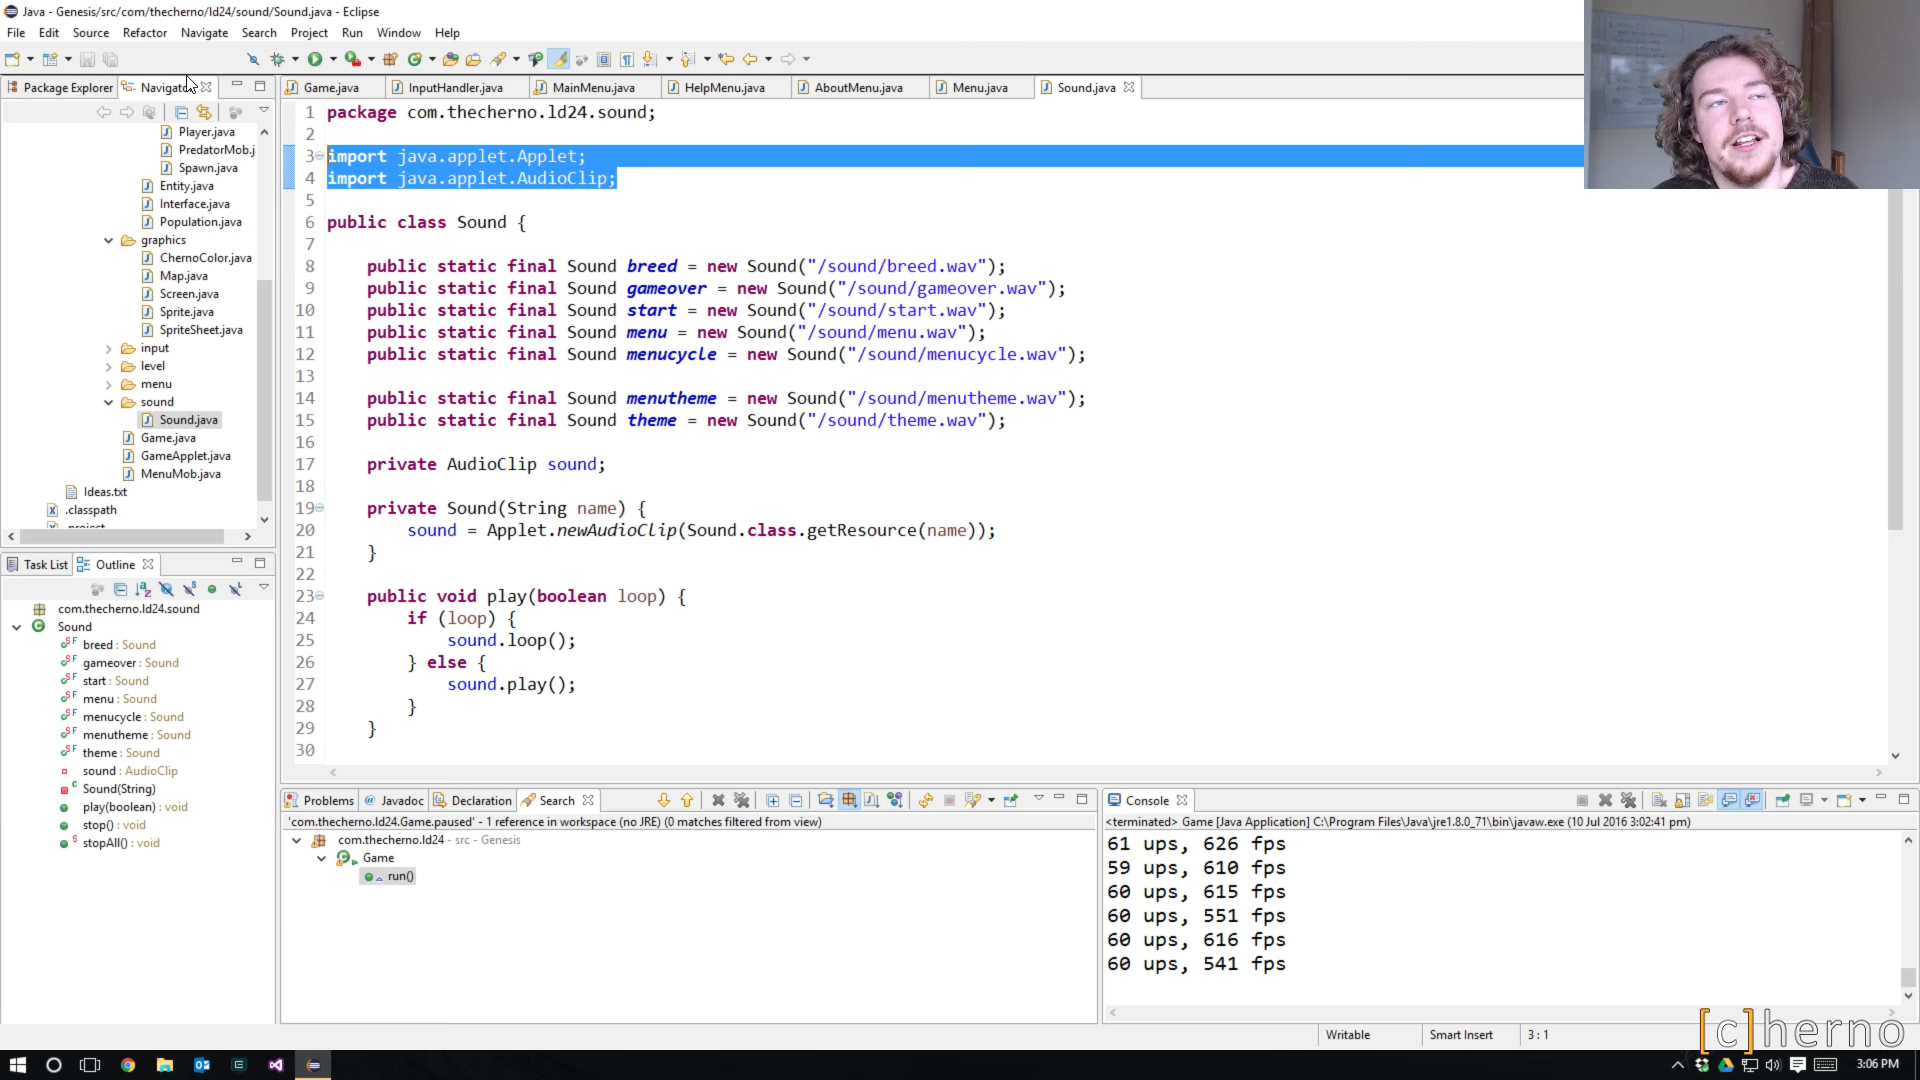 Java - Genesis/src/com/thecherno/ld24/sound/Sound.java - Eclipse
File Edit Source Refactor Navigate Search Project Run Window Help
Package Explorer Navigato
Game.java InputHandler.java MainMenu.java HelpMenu.java AboutMenu.java Menu.java Sound.java
Player.java
PredatorMob.j
Spawn.java
Entity.java
Interface.java
Population.java
graphics
ChernoColor.java
Map.java
Screen.java
Sprite.java
SpriteSheet.java
input
level
menu
sound
Sound.java
Game.java
GameApplet.java
MenuMob.java
Ideas.txt
.classpath
.project
1 package com.thecherno.ld24.sound;
2
3 import java.applet.Applet;
4 import java.applet.AudioClip;
5
6 public class Sound {
7
8 public static final Sound breed = new Sound("/sound/breed.wav");
9 public static final Sound gameover = new Sound("/sound/gameover.wav");
10 public static final Sound start = new Sound("/sound/start.wav");
11 public static final Sound menu = new Sound("/sound/menu.wav");
12 public static final Sound menucycle = new Sound("/sound/menucycle.wav");
13
14 public static final Sound menutheme = new Sound("/sound/menutheme.wav");
15 public static final Sound theme = new Sound("/sound/theme.wav");
16
17 private AudioClip sound;
18
19 private Sound(String name) {
20 sound = Applet.newAudioClip(Sound.class.getResource(name));
21 }
22
23 public void play(boolean loop) {
24 if (loop) {
25 sound.loop();
26 } else {
27 sound.play();
28 }
29 }
30
Task List Outline
com.thecherno.ld24.sound
Sound
breed : Sound
gameover : Sound
start : Sound
menu : Sound
menucycle : Sound
menutheme : Sound
theme : Sound
sound : AudioClip
Sound(String)
play(boolean) : void
stop() : void
stopAll() : void
Problems Javadoc Declaration Search
'com.thecherno.ld24.Game.paused' - 1 reference in workspace (no JRE) (0 matches filtered from view)
com.thecherno.ld24 - src - Genesis
Game
run()
Console
<terminated> Game [Java Application] C:\Program Files\Java\jre1.8.0_71\bin\javaw.exe (10 Jul 2016 3:02:41 pm)
61 ups, 626 fps
59 ups, 610 fps
60 ups, 615 fps
60 ups, 551 fps
60 ups, 616 fps
60 ups, 541 fps
Writable Smart Insert 3 : 1
[c]herno
3:06 PM